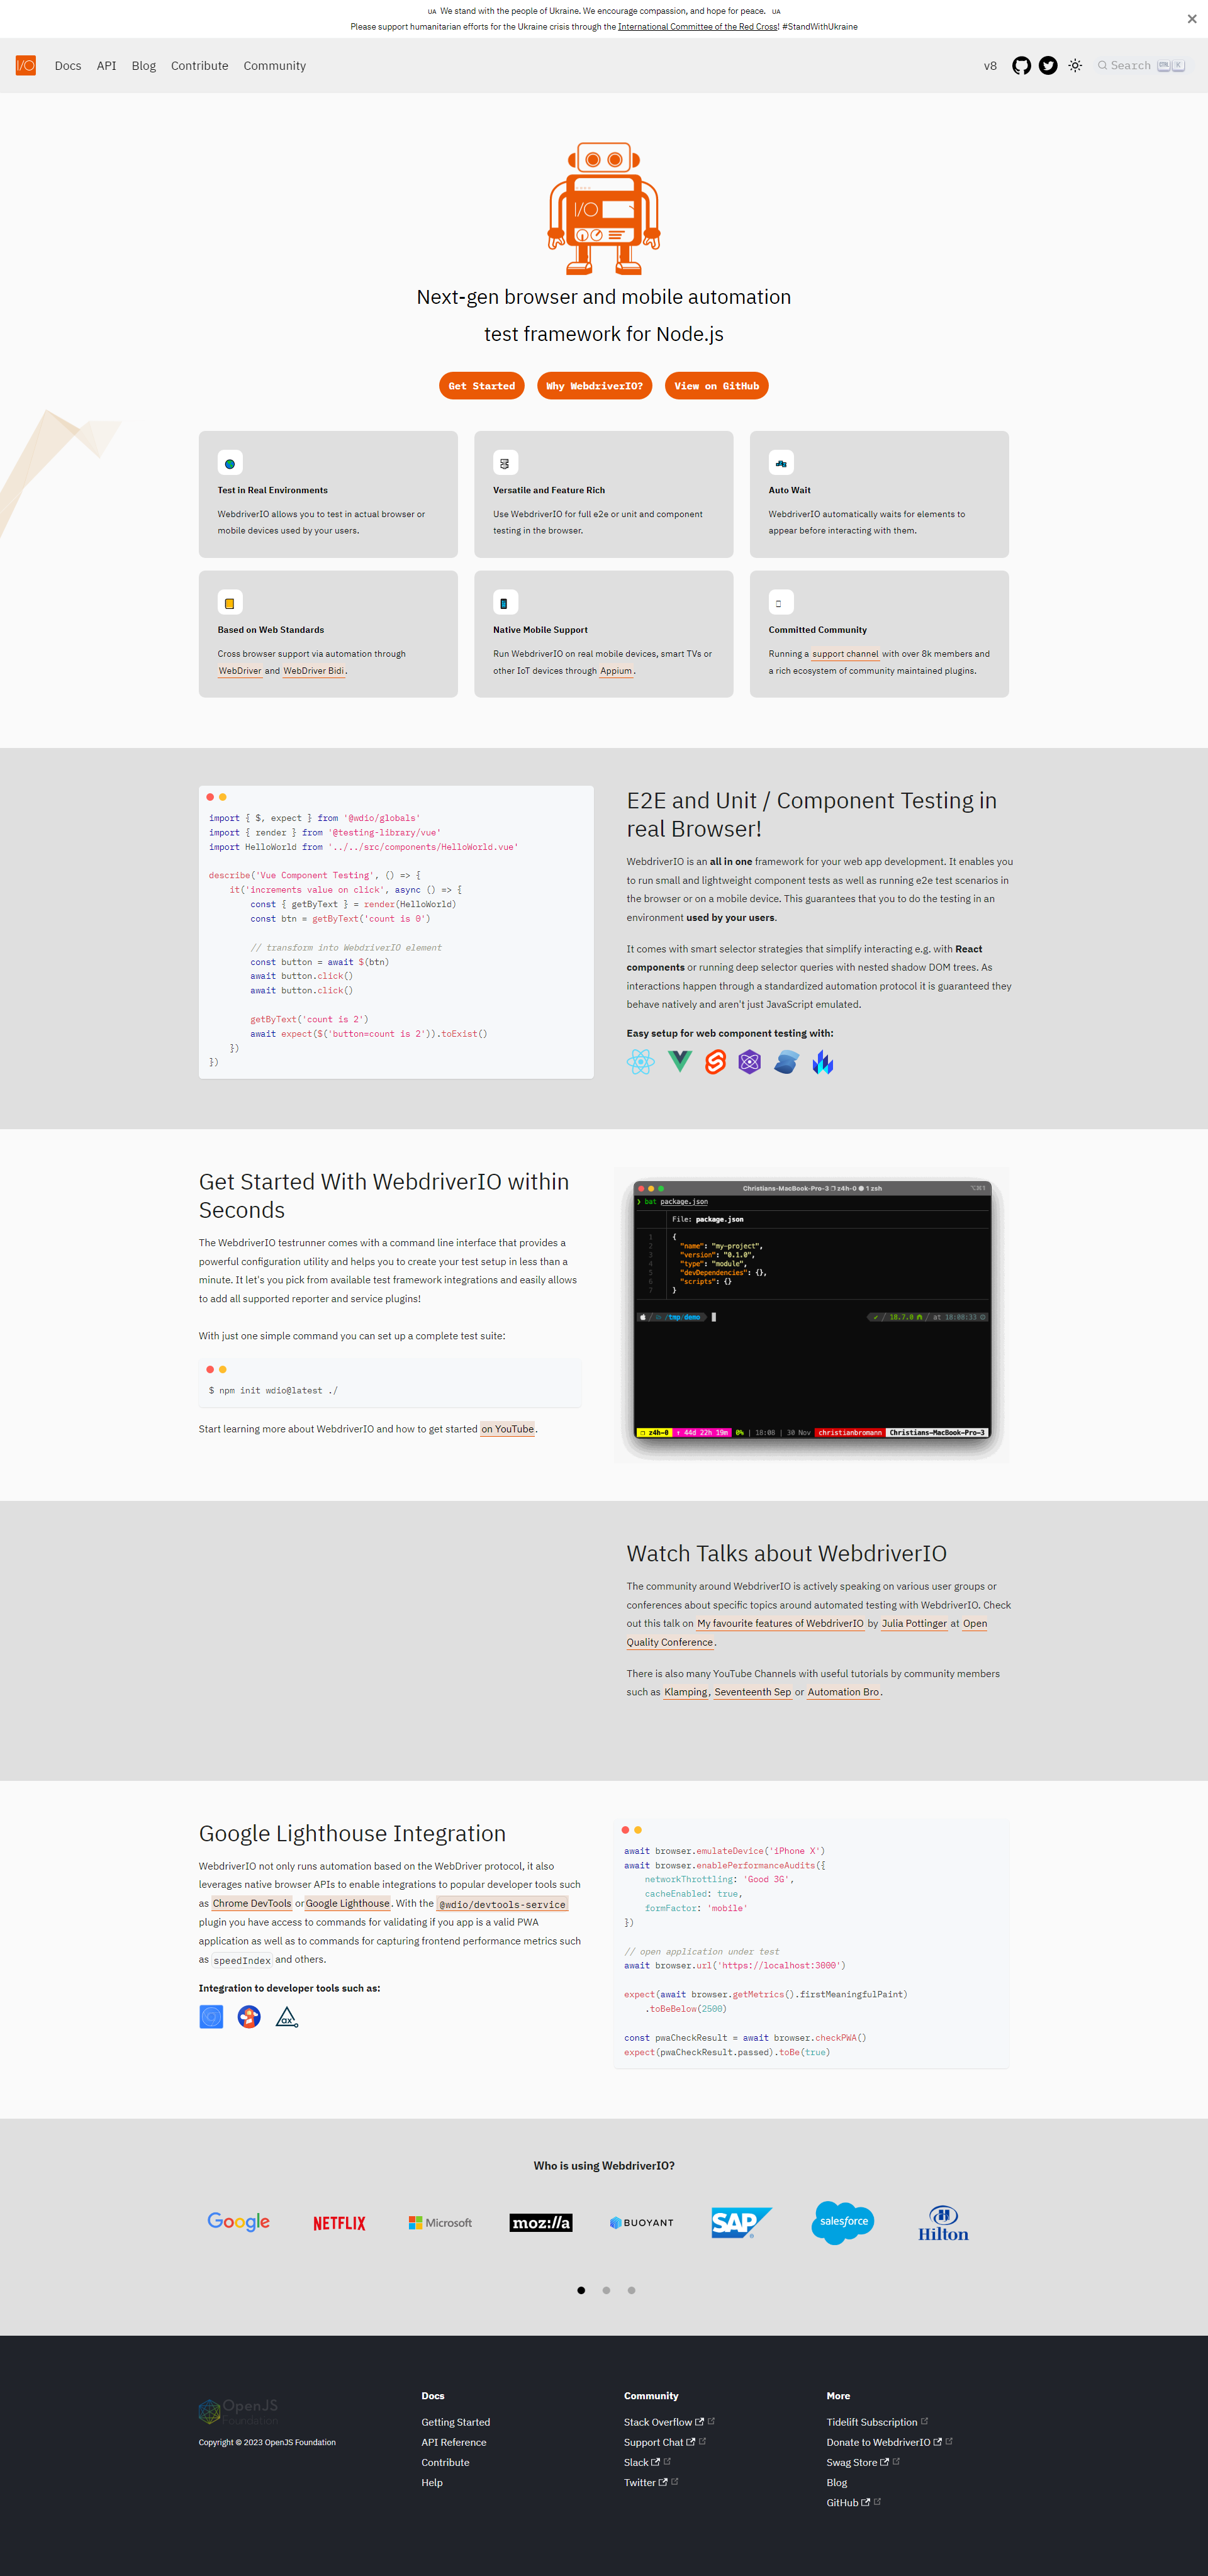 UA We stand with the people of Ukraine. We encourage compassion, and hope for peace. UA
Please support humanitarian efforts for the Ukraine crisis through the International Committee of the Red Cross! #StandWithUkraine
I/O Docs API Blog Contribute Community v8 Search
I/O
Next-gen browser and mobile automation
test framework for Node.js
Get Started Why WebdriverIO? View on GitHub
Test in Real Environments
WebdriverIO allows you to test in actual browser or
mobile devices used by your users.
Versatile and Feature Rich
Use WebdriverIO for full e2e or unit and component
testing in the browser.
Auto Wait
WebdriverIO automatically waits for elements to
appear before interacting with them.
Based on Web Standards
Cross browser support via automation through
WebDriver and WebDriver Bidi.
Native Mobile Support
Run WebdriverIO on real mobile devices, smart TVs or
other IoT devices through Appium.
Committed Community
Running a support channel with over 8k members and
a rich ecosystem of community maintained plugins.
import { $, expect } from '@wdio/globals'
import { render } from '@testing-library/vue'
import HelloWorld from '../../src/components/HelloWorld.vue'
describe('Vue Component Testing', () => {
it('increments value on click', async () => {
const { getByText } = render(HelloWorld)
const btn = getByText('count is 0')
// transform into WebdriverIO element
const button = await $(btn)
await button.click()
await button.click()
getByText('count is 2')
await expect($('button=count is 2')).toExist()
})
})
E2E and Unit / Component Testing in
real Browser!
WebdriverIO is an all in one framework for your web app development. It enables you
to run small and lightweight component tests as well as running e2e test scenarios in
the browser or on a mobile device. This guarantees that you to do the testing in an
environment used by your users.
It comes with smart selector strategies that simplify interacting e.g. with React
components or running deep selector queries with nested shadow DOM trees. As
interactions happen through a standardized automation protocol it is guaranteed they
behave natively and aren't just JavaScript emulated.
Easy setup for web component testing with:
Get Started With WebdriverIO within
Seconds
The WebdriverIO testrunner comes with a command line interface that provides a
powerful configuration utility and helps you to create your test setup in less than a
minute. It let's you pick from available test framework integrations and easily allows
to add all supported reporter and service plugins!
With just one simple command you can set up a complete test suite:
$ npm init wdio@latest ./
Start learning more about WebdriverIO and how to get started on YouTube.
Christians-MacBook-Pro-3 z4h-0 1 zsh
bat package.json
File: package.json
1 {
2 "name": "my-project",
3 "version": "0.1.0",
4 "type": "module",
5 "devDependencies": {},
6 "scripts": {}
7 }
/tmp/demo 18.7.0 at 18:08:33
z4h-0 ↑ 44d 22h 19m 0% | 18:08 | 30 Nov christianbromann Christians-MacBook-Pro-3
Watch Talks about WebdriverIO
The community around WebdriverIO is actively speaking on various user groups or
conferences about specific topics around automated testing with WebdriverIO. Check
out this talk on My favourite features of WebdriverIO by Julia Pottinger at Open
Quality Conference.
There is also many YouTube Channels with useful tutorials by community members
such as Klamping, Seventeenth Sep or Automation Bro.
Google Lighthouse Integration
WebdriverIO not only runs automation based on the WebDriver protocol, it also
leverages native browser APIs to enable integrations to popular developer tools such
as Chrome DevTools or Google Lighthouse. With the @wdio/devtools-service
plugin you have access to commands for validating if you app is a valid PWA
application as well as to commands for capturing frontend performance metrics such
as speedIndex and others.
Integration to developer tools such as:
ax
await browser.emulateDevice('iPhone X')
await browser.enablePerformanceAudits({
networkThrottling: 'Good 3G',
cacheEnabled: true,
formFactor: 'mobile'
})
// open application under test
await browser.url('https://localhost:3000')
expect(await browser.getMetrics().firstMeaningfulPaint)
.toBeBelow(2500)
const pwaCheckResult = await browser.checkPWA()
expect(pwaCheckResult.passed).toBe(true)
Who is using WebdriverIO?
Google NETFLIX Microsoft moz://a BUOYANT SAP salesforce Hilton
OpenJS
Foundation
Copyright © 2023 OpenJS Foundation
Docs
Getting Started
API Reference
Contribute
Help
Community
Stack Overflow
Support Chat
Slack
Twitter
More
Tidelift Subscription
Donate to WebdriverIO
Swag Store
Blog
GitHub